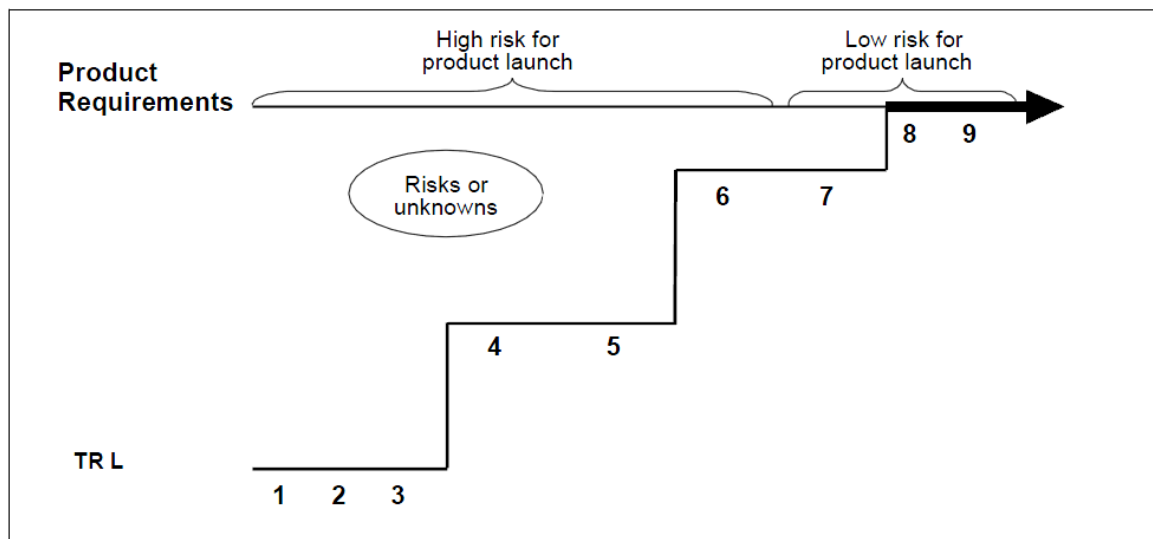 High risk for
product launch
Low risk for
product launch
Product
Requirements
8 9
Risks or
unknowns
6 7
4 5
TR L
1 2 3